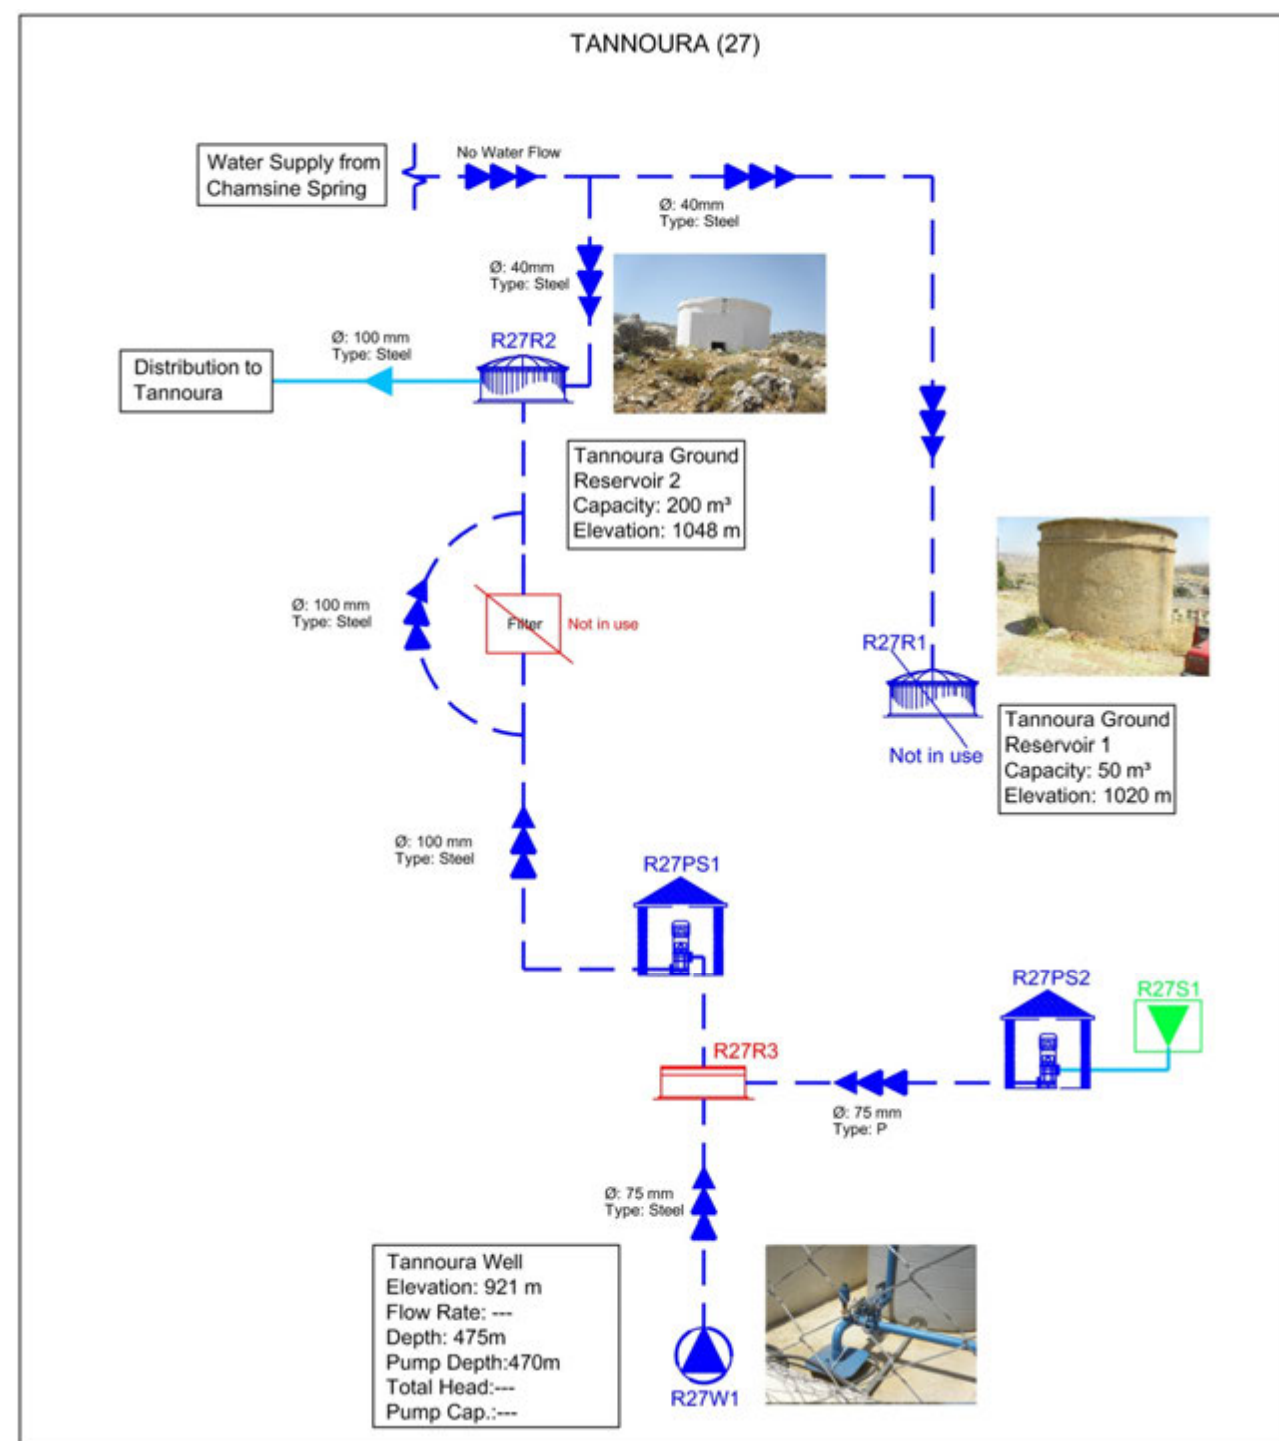 TANNOURA (27)
Water Supply from
Chamsine Spring
No Water Flow
Ø: 40mm
Type: Steel
Ø: 40mm
Type: Steel
Ø: 100 mm
Type: Steel
R27R2
Distribution to
Tannoura
Tannoura Ground
Reservoir 2
Capacity: 200 m³
Elevation: 1048 m
Ø: 100 mm
Type: Steel
Filter
Not in use
R27R1
Not in use
Tannoura Ground
Reservoir 1
Capacity: 50 m³
Elevation: 1020 m
Ø: 100 mm
Type: Steel
R27PS1
R27PS2
R27S1
R27R3
Ø: 75 mm
Type: P
Ø: 75 mm
Type: Steel
Tannoura Well
Elevation: 921 m
Flow Rate: ---
Depth: 475m
Pump Depth:470m
Total Head:---
Pump Cap.:---
R27W1